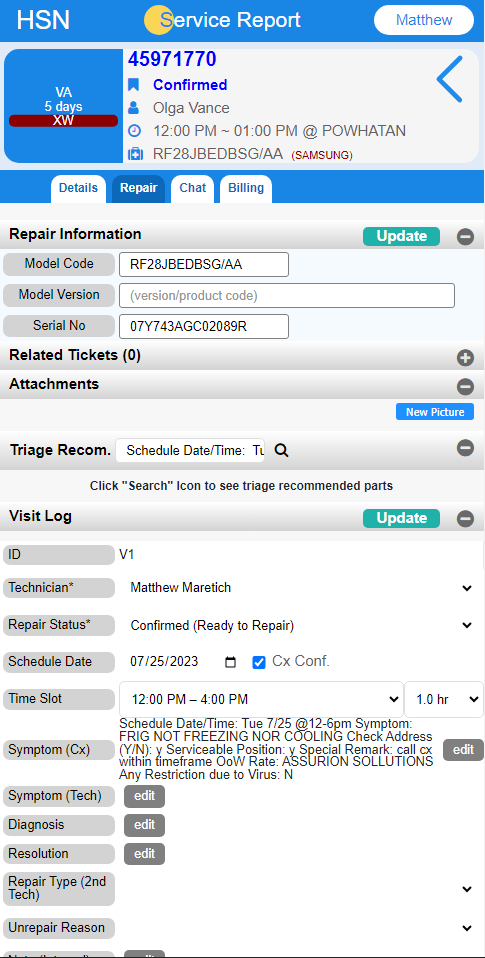 HSN
Service Report
Matthew
VA
5 days
XW
45971770
Confirmed
Olga Vance
12:00 PM ~ 01:00 PM @ POWHATAN
RF28JBEDBSG/AA (SAMSUNG)
Details
Repair
Chat
Billing
Repair Information
Update
Model Code
RF28JBEDBSG/AA
Model Version
(version/product code)
Serial No
07Y743AGC02089R
Related Tickets (0)
Attachments
New Picture
Triage Recom.
Schedule Date/Time: Tu
Click "Search" Icon to see triage recommended parts
Visit Log
Update
ID
V1
Technician*
Matthew Maretich
Repair Status*
Confirmed (Ready to Repair)
Schedule Date
07/25/2023
Cx Conf.
Time Slot
12:00 PM – 4:00 PM
1.0 hr
Symptom (Cx)
Schedule Date/Time: Tue 7/25 @12-6pm Symptom:
FRIG NOT FREEZING NOR COOLING Check Address
(Y/N): y Serviceable Position: y Special Remark: call cx
within timeframe OoW Rate: ASSURION SOLLUTIONS
Any Restriction due to Virus: N
edit
Symptom (Tech)
edit
Diagnosis
edit
Resolution
edit
Repair Type (2nd
Tech)
Unrepair Reason